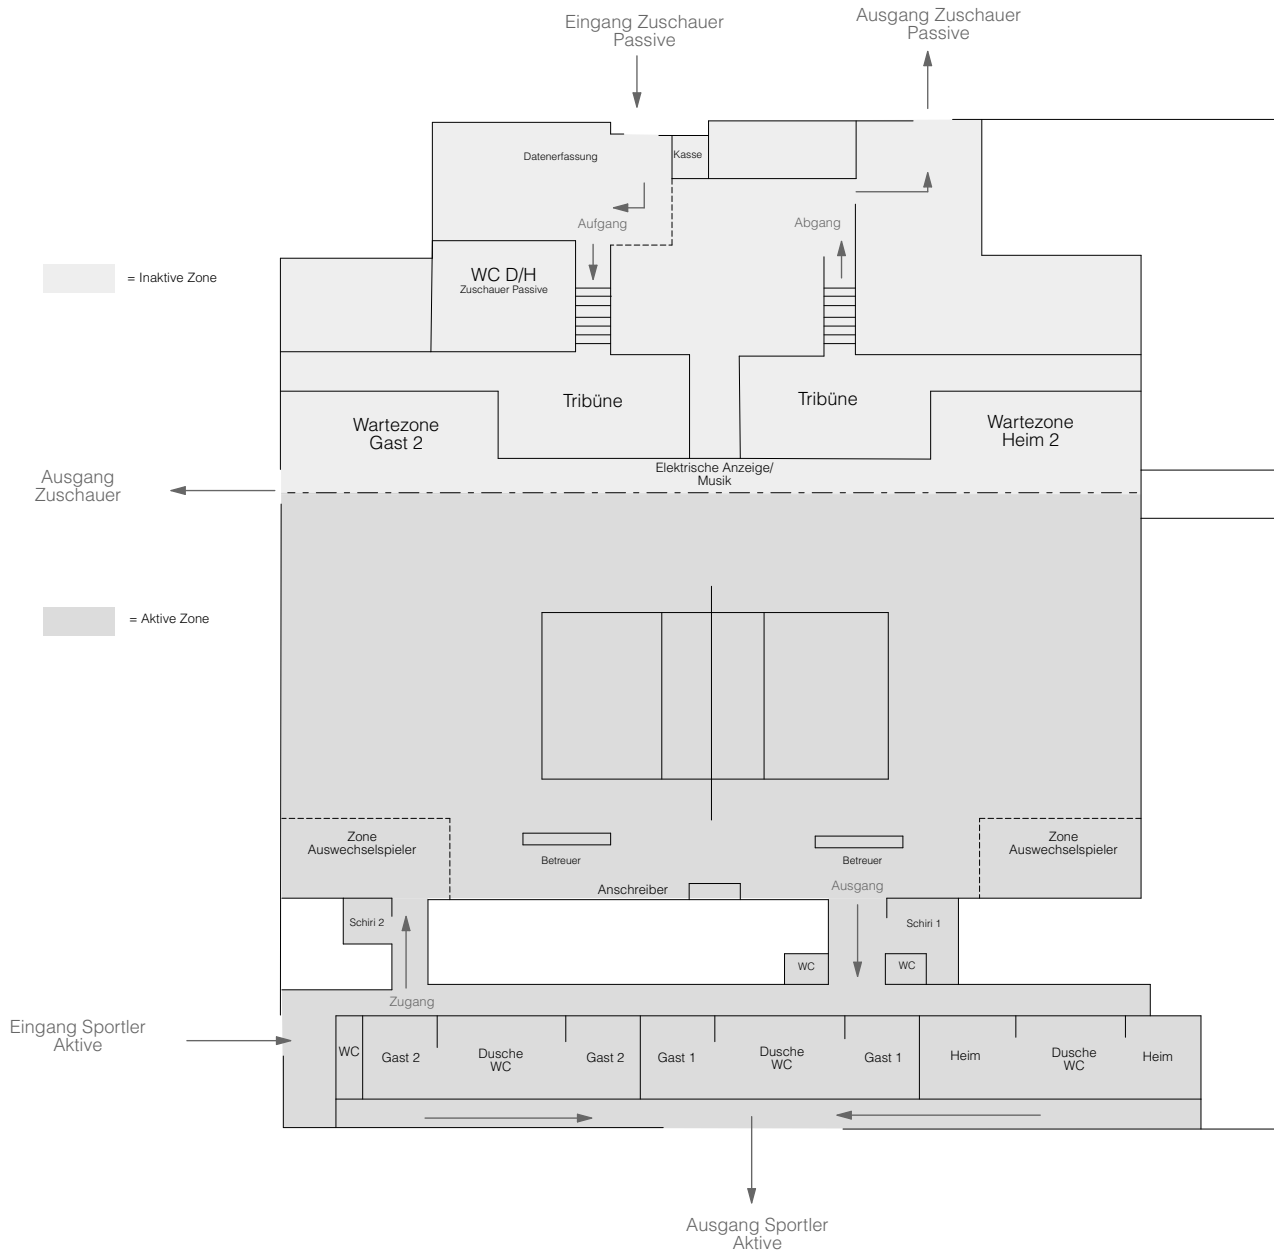 Eingang Zuschauer
Passive
Ausgang Zuschauer
Passive
Datenerfassung
Kasse
Aufgang
Abgang
WC D/H
Zuschauer Passive
= Inaktive Zone
Tribüne
Tribüne
Wartezone
Gast 2
Wartezone
Heim 2
Elektrische Anzeige/
Musik
Ausgang
Zuschauer
= Aktive Zone
Zone
Auswechselspieler
Betreuer
Betreuer
Zone
Auswechselspieler
Anschreiber
Ausgang
Schiri 2
Schiri 1
WC
WC
Zugang
Eingang Sportler
Aktive
WC
Gast 2
Dusche
WC
Gast 2
Gast 1
Dusche
WC
Gast 1
Heim
Dusche
WC
Heim
Ausgang Sportler
Aktive